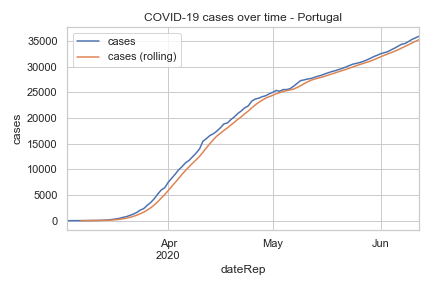 COVID-19 cases over time - Portugal
cases
cases (rolling)
35000
30000
25000
20000
15000
10000
5000
0
cases
Apr
2020
May
Jun
dateRep